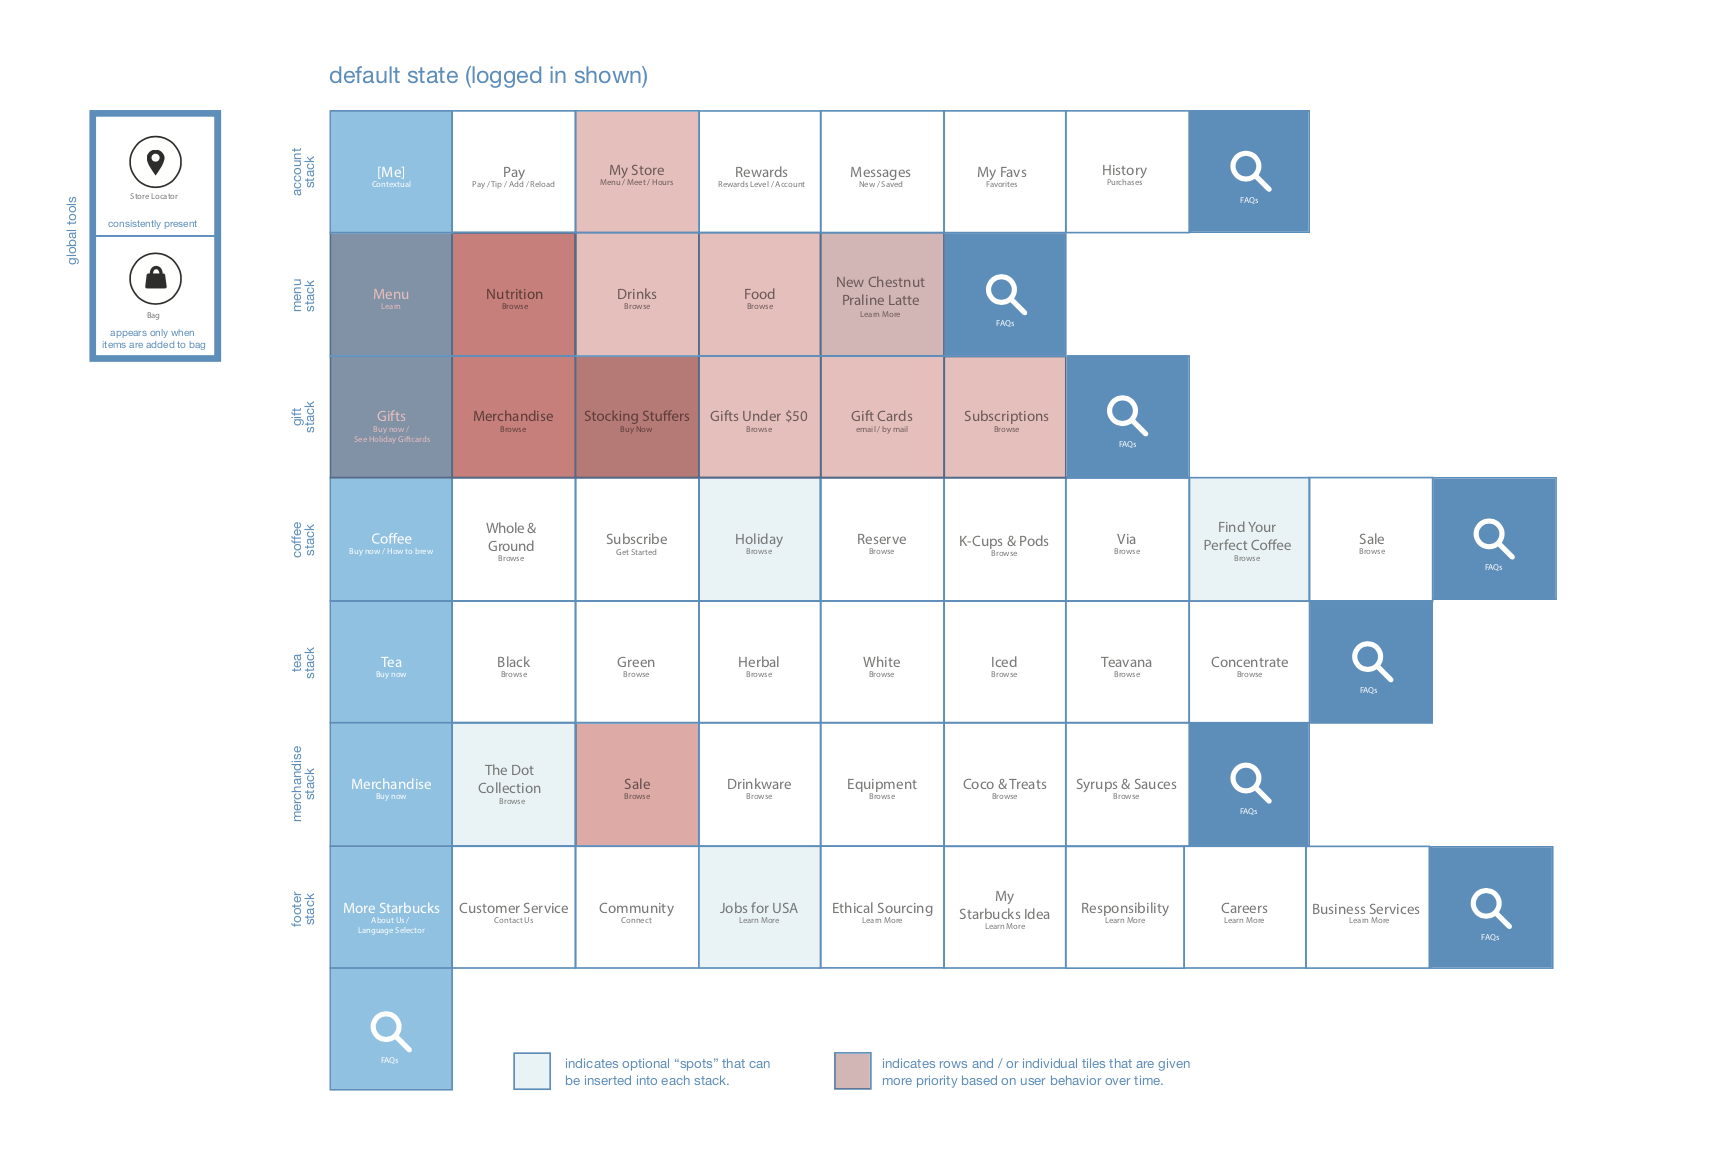 default state (logged in shown)
global tools
Store Locator
consistently present
Bag
appears only when
items are added to bag
account
stack
[Me]
Contextual
Pay
Pay / Tip / Add / Reload
My Store
Menu / Meet / Hours
Rewards
Rewards Level / Account
Messages
New / Saved
My Favs
Favorites
History
Purchases
FAQs
menu
stack
Menu
Learn
Nutrition
Browse
Drinks
Browse
Food
Browse
New Chestnut
Praline Latte
Learn More
FAQs
gift
stack
Gifts
Buy now /
See Holiday Giftcards
Merchandise
Browse
Stocking Stuffers
Buy Now
Gifts Under $50
Browse
Gift Cards
email / by mail
Subscriptions
Browse
FAQs
coffee
stack
Coffee
Buy now / How to brew
Whole &
Ground
Browse
Subscribe
Get Started
Holiday
Browse
Reserve
Browse
K-Cups & Pods
Browse
Via
Browse
Find Your
Perfect Coffee
Browse
Sale
Browse
FAQs
tea
stack
Tea
Buy now
Black
Browse
Green
Browse
Herbal
Browse
White
Browse
Iced
Browse
Teavana
Browse
Concentrate
Browse
FAQs
merchandise
stack
Merchandise
Buy now
The Dot
Collection
Browse
Sale
Browse
Drinkware
Browse
Equipment
Browse
Coco & Treats
Browse
Syrups & Sauces
Browse
FAQs
footer
stack
More Starbucks
About Us /
Language Selector
Customer Service
Contact Us
Community
Connect
Jobs for USA
Learn More
Ethical Sourcing
Learn More
My
Starbucks Idea
Learn More
Responsibility
Learn More
Careers
Learn More
Business Services
Learn More
FAQs
FAQs
indicates optional “spots” that can
be inserted into each stack.
indicates rows and / or individual tiles that are given
more priority based on user behavior over time.